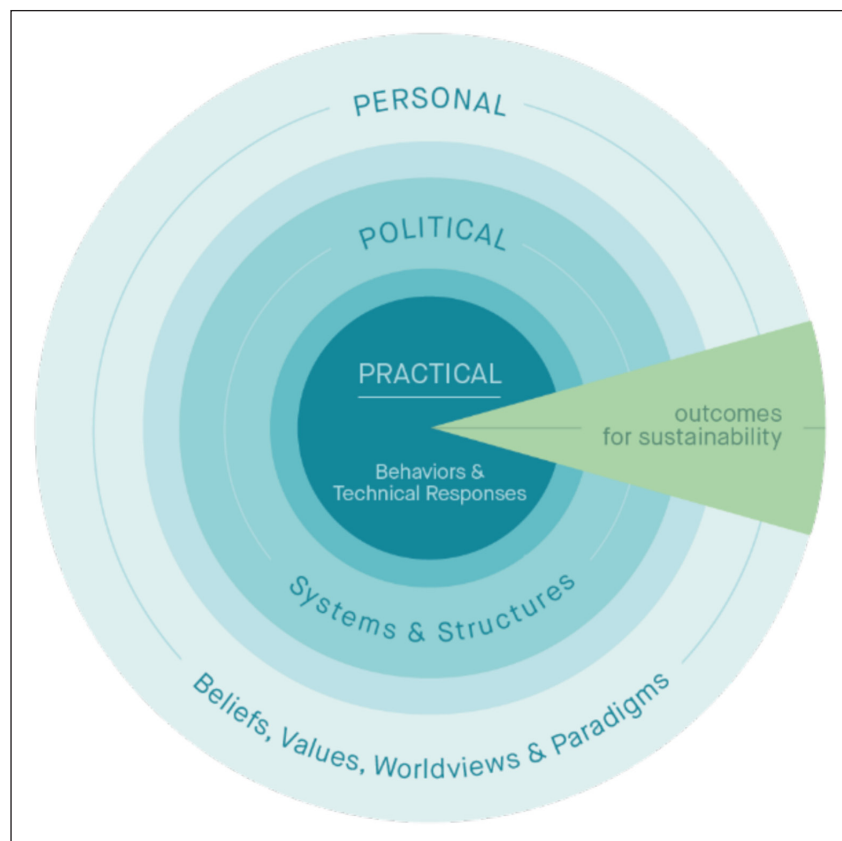 PERSONAL
POLITICAL
PRACTICAL
outcomes
for sustainability
Behaviors &
Technical Responses
Systems & Structures
Beliefs, Values, Worldviews & Paradigms